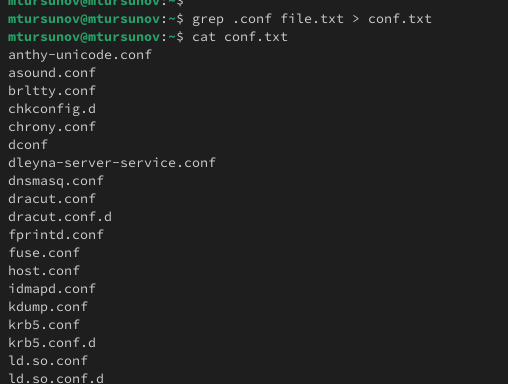 mtursunov@mtursunov:~$
mtursunov@mtursunov:~$ grep .conf file.txt > conf.txt
mtursunov@mtursunov:~$ cat conf.txt
anthy-unicode.conf
asound.conf
brltty.conf
chkconfig.d
chrony.conf
dconf
dleyna-server-service.conf
dnsmasq.conf
dracut.conf
dracut.conf.d
fprintd.conf
fuse.conf
host.conf
idmapd.conf
kdump.conf
krb5.conf
krb5.conf.d
ld.so.conf
ld.so.conf.d